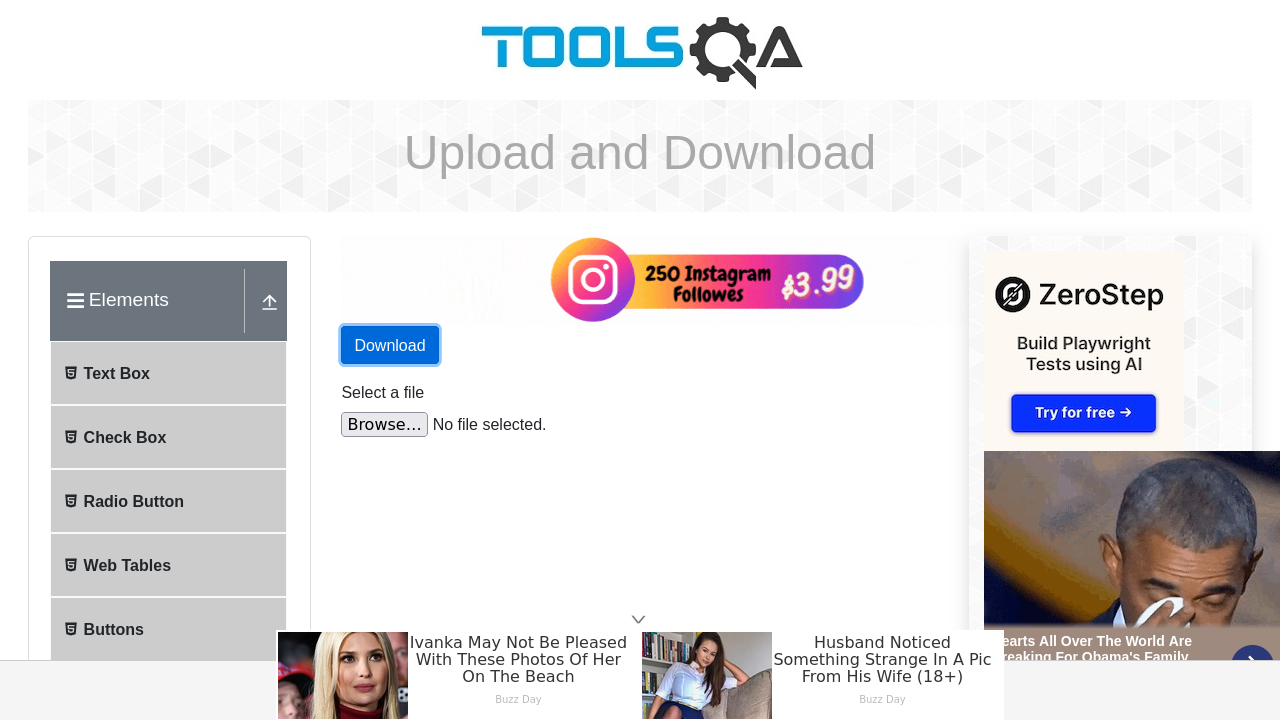 TOOLSQA
Upload and Download
Elements
Text Box
Check Box
Radio Button
Web Tables
Buttons
250 Instagram
Followes
$3.99
Download
Select a file
Browse... No file selected.
ZeroStep
Build Playwright
Tests using AI
Try for free →
earts All Over The World Are
reaking For Obama's Family
Ivanka May Not Be Pleased
With These Photos Of Her
On The Beach
Buzz Day
Husband Noticed
Something Strange In A Pic
From His Wife (18+)
Buzz Day